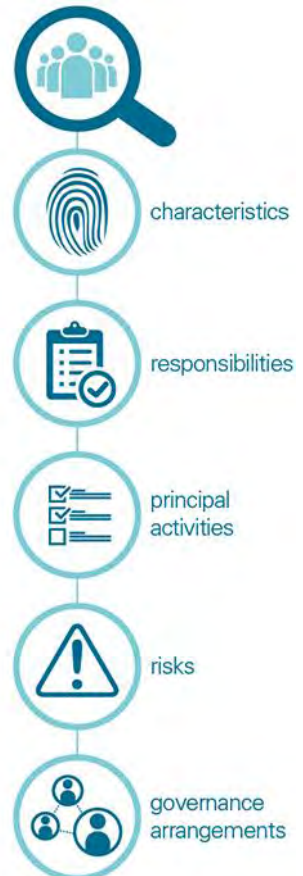 characteristics
responsibilities
principal
activities
risks
governance
arrangements